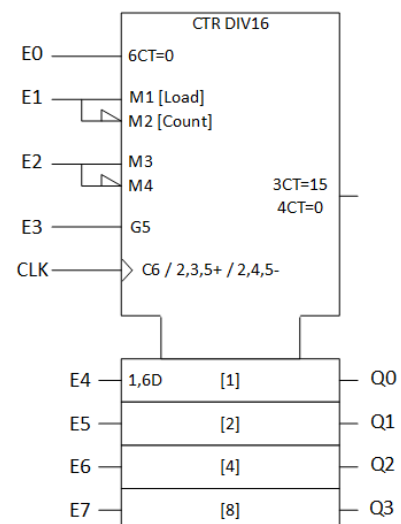 CTR DIV16
E0 6CT=0
E1 M1 [Load]
M2 [Count]
E2 M3
M4
3CT=15
4CT=0
E3 G5
CLK C6 / 2,3,5+ / 2,4,5-
E4 1,6D [1] Q0
E5 [2] Q1
E6 [4] Q2
E7 [8] Q3